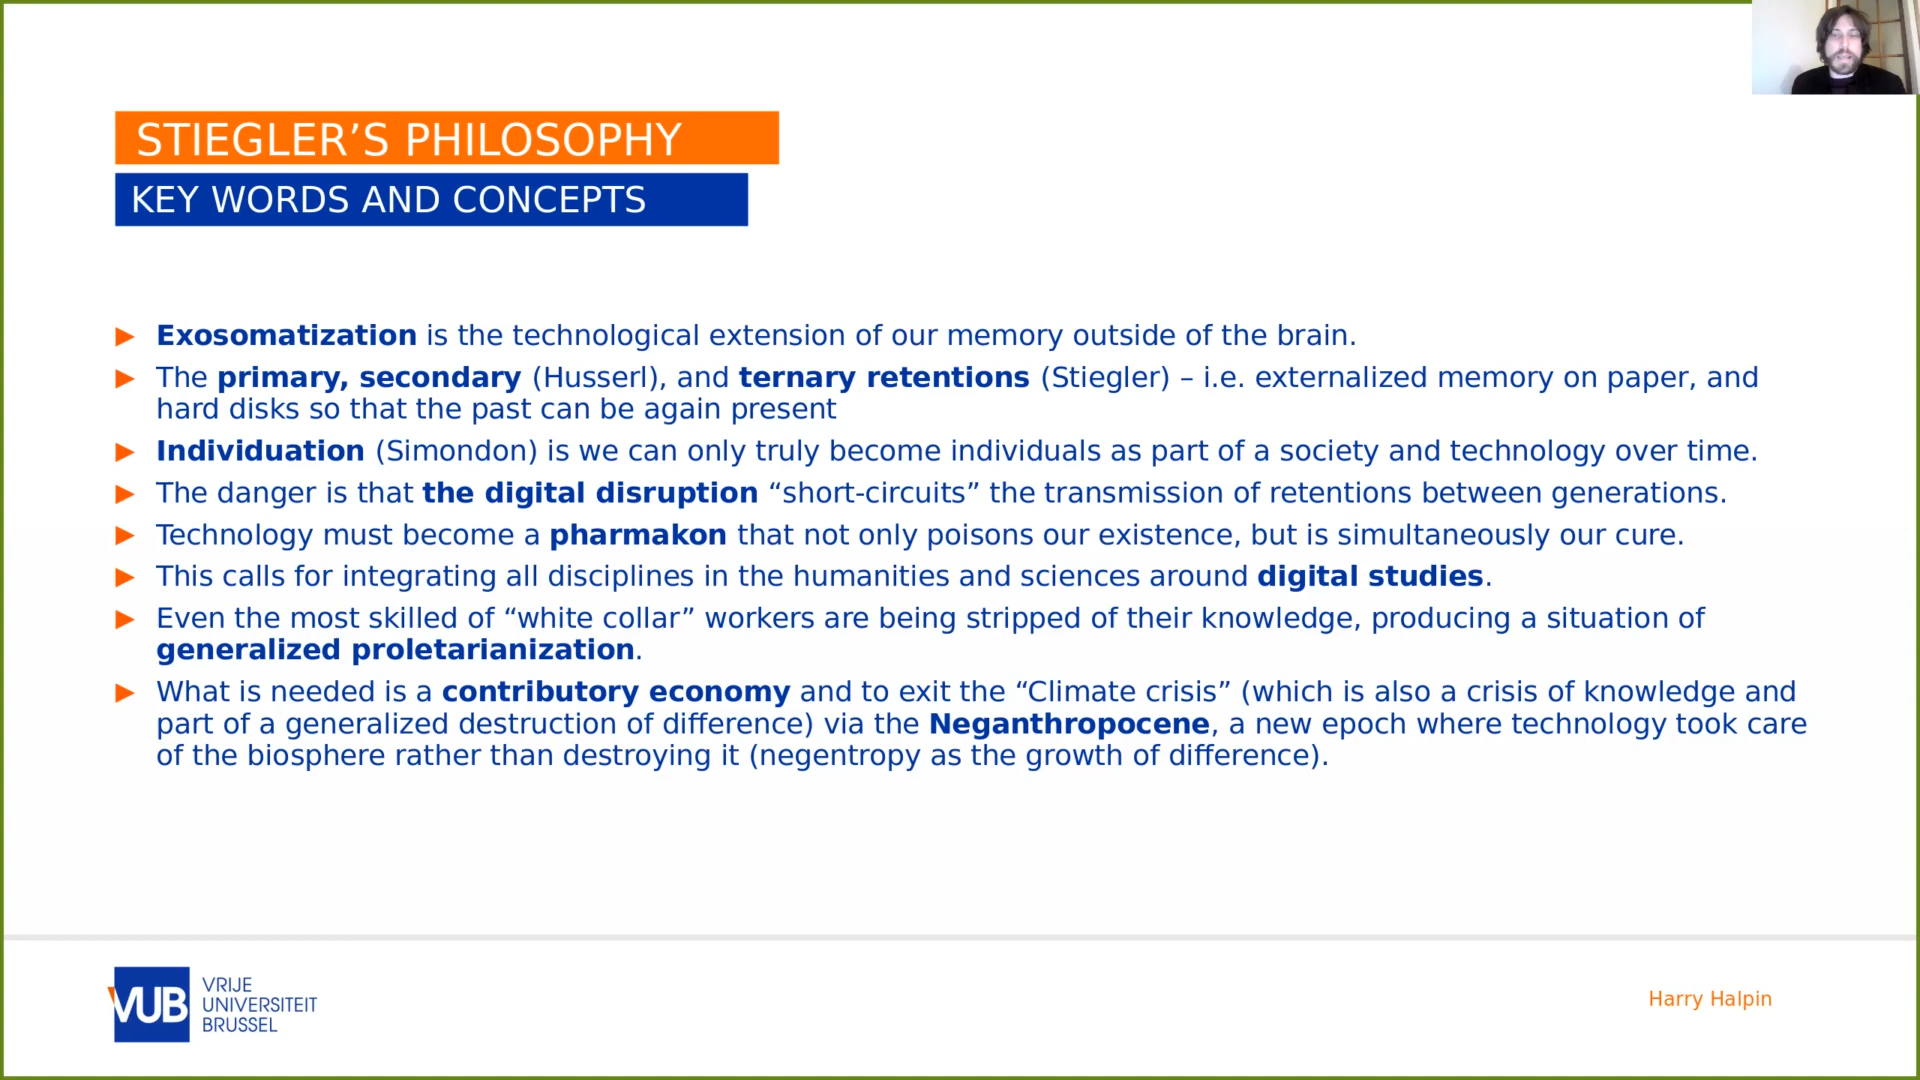 STIEGLER’S PHILOSOPHY
KEY WORDS AND CONCEPTS
► Exosomatization is the technological extension of our memory outside of the brain.
► The primary, secondary (Husserl), and ternary retentions (Stiegler) – i.e. externalized memory on paper, and
hard disks so that the past can be again present
► Individuation (Simondon) is we can only truly become individuals as part of a society and technology over time.
► The danger is that the digital disruption “short-circuits” the transmission of retentions between generations.
► Technology must become a pharmakon that not only poisons our existence, but is simultaneously our cure.
► This calls for integrating all disciplines in the humanities and sciences around digital studies.
► Even the most skilled of “white collar” workers are being stripped of their knowledge, producing a situation of
generalized proletarianization.
► What is needed is a contributory economy and to exit the “Climate crisis” (which is also a crisis of knowledge and
part of a generalized destruction of difference) via the Neganthropocene, a new epoch where technology took care
of the biosphere rather than destroying it (negentropy as the growth of difference).
VUB
VRIJE
UNIVERSITEIT
BRUSSEL
Harry Halpin